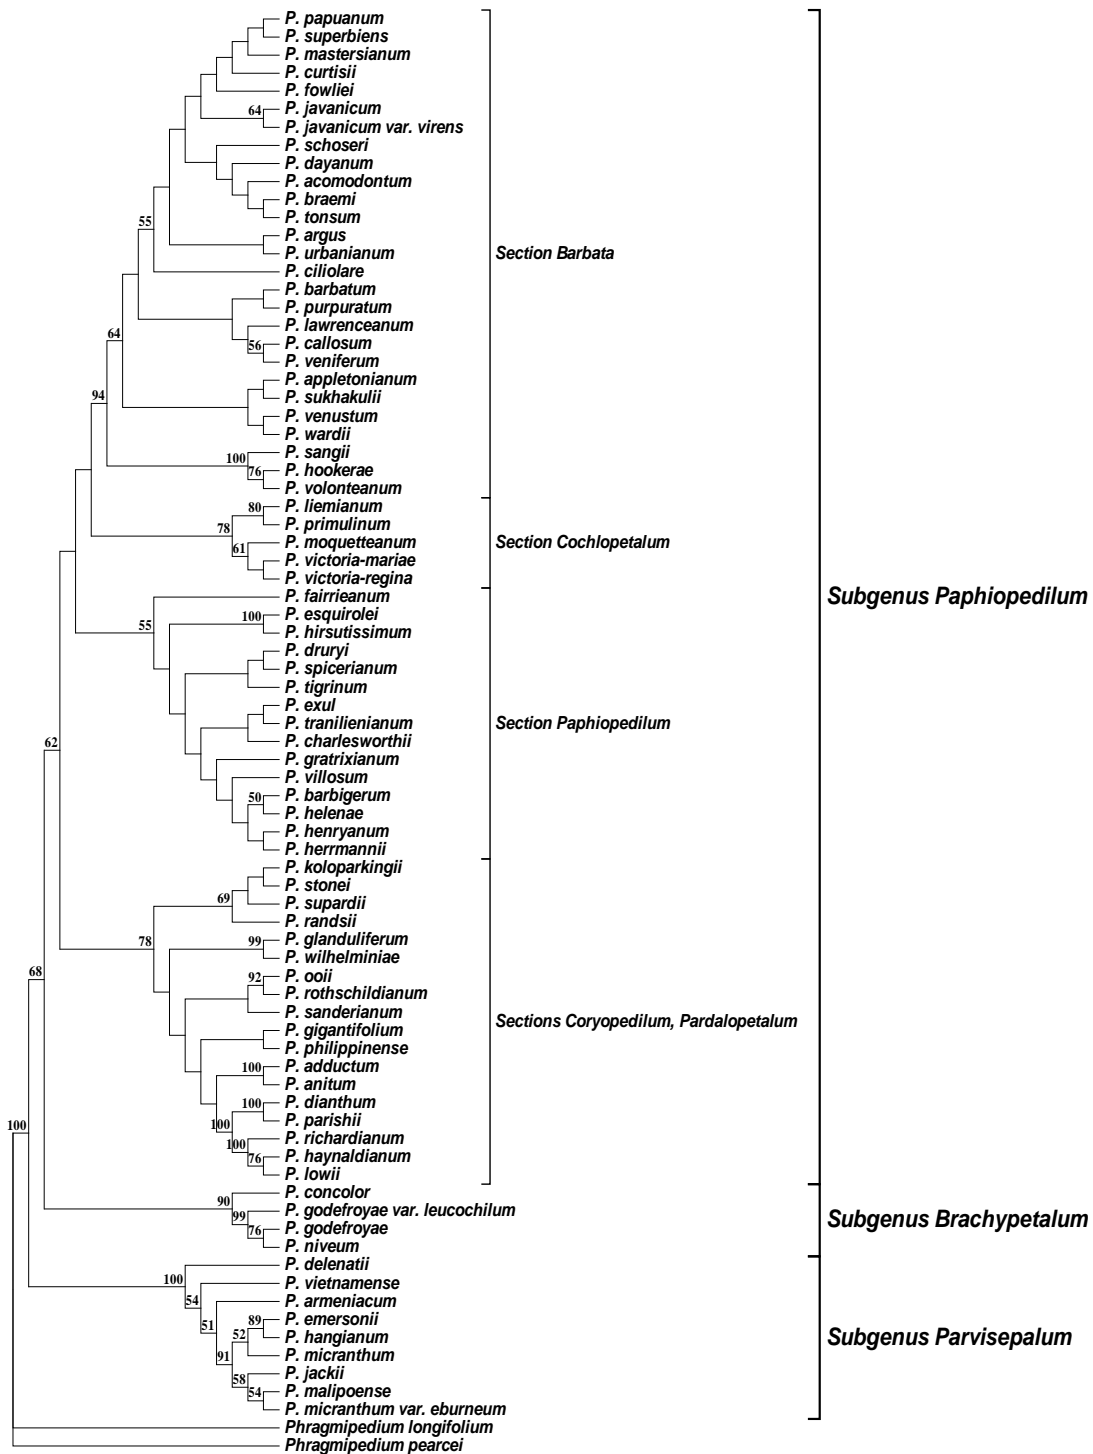 P. papuanum
P. superbiens
P. mastersianum
P. curtisii
P. fowliei
64
P. javanicum
P. javanicum var. virens
P. schoseri
P. dayanum
P. acomodontum
P. braemi
P. tonsum
55
P. argus
P. urbanianum
Section Barbata
P. ciliolare
P. barbatum
P. purpuratum
P. lawrenceanum
64
56
P. callosum
P. veniferum
P. appletonianum
94
P. sukhakulii
P. venustum
P. wardii
100
P. sangii
76
P. hookerae
P. volonteanum
80
P. liemianum
P. primulinum
78
61
P. moquetteanum
Section Cochlopetalum
P. victoria-mariae
P. victoria-regina
P. fairrieanum
Subgenus Paphiopedilum
55
100
P. esquirolei
P. hirsutissimum
P. druryi
P. spicerianum
P. tigrinum
P. exul
P. tranilienianum
Section Paphiopedilum
P. charlesworthii
62
P. gratrixianum
P. villosum
50
P. barbigerum
P. helenae
P. henryanum
P. herrmannii
P. koloparkingii
P. stonei
69
P. supardii
P. randsii
78
99
P. glanduliferum
P. wilhelminiae
68
92
P. ooii
P. rothschildianum
P. sanderianum
Sections Coryopedilum, Pardalopetalum
P. gigantifolium
P. philippinense
100
P. adductum
P. anitum
100
P. dianthum
100
100
P. parishii
100
P. richardianum
76
P. haynaldianum
P. lowii
90
P. concolor
99
P. godefroyae var. leucochilum
Subgenus Brachypetalum
76
P. godefroyae
P. niveum
P. delenatii
100
P. vietnamense
54
P. armeniacum
51
89
P. emersonii
52
P. hangianum
Subgenus Parvisepalum
91
P. micranthum
58
P. jackii
54
P. malipoense
P. micranthum var. eburneum
Phragmipedium longifolium
Phragmipedium pearcei